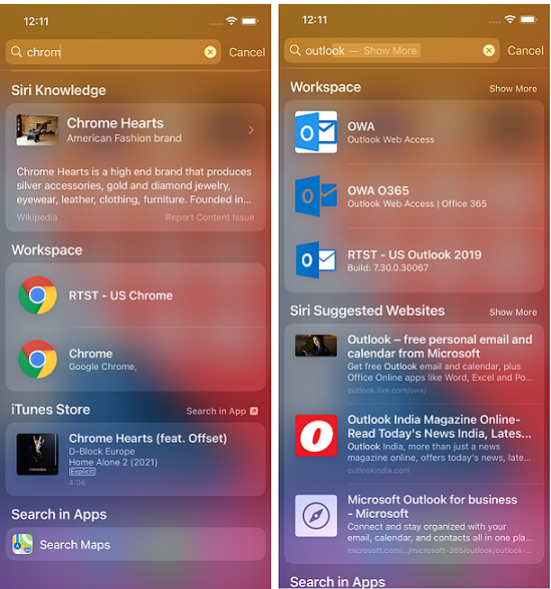 12:11
chrom
Cancel
Siri Knowledge
Chrome Hearts
American Fashion brand
Chrome Hearts is a high end brand that produces
silver accessories, gold and diamond jewelry,
eyewear, leather, clothing, furniture. Founded in...
Wikipedia
Report Content Issue
Workspace
RTST - US Chrome
Chrome
Google Chrome,
iTunes Store
Search in App
Chrome Hearts (feat. Offset)
D-Block Europe
Home Alone 2 (2021)
Explicit
4:06
Search in Apps
Search Maps
12:11
outlook — Show More
Cancel
Workspace
Show More
OWA
Outlook Web Access
OWA O365
Outlook Web Access | Office 365
RTST - US Outlook 2019
Build: 7.30.0.30067
Siri Suggested Websites
Show More
Outlook – free personal email and
calendar from Microsoft
Get free Outlook email and calendar, plus
Office Online apps like Word, Excel and Po...
outlook.live.com/owa/
Outlook India Magazine Online-
Read Today's News India, Lates...
Outlook India, more than just a news
magazine online, offers today's news, late...
outlookindia.com
Microsoft Outlook for business
- Microsoft
Connect and stay organized with your
email, calendar, and contacts all in one pla...
microsoft.com/.../microsoft-365/outlook/outlook-...
Search in Apps